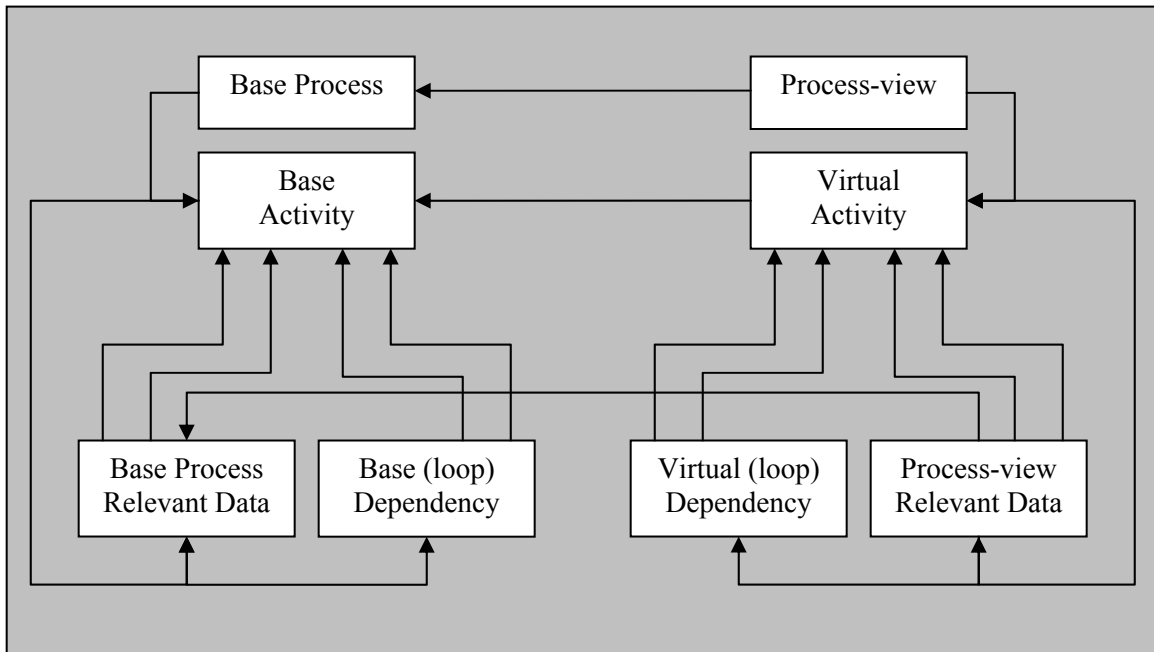 Base Process
Process-view
Base
Activity
Virtual
Activity
Base Process
Relevant Data
Base (loop)
Dependency
Virtual (loop)
Dependency
Process-view
Relevant Data